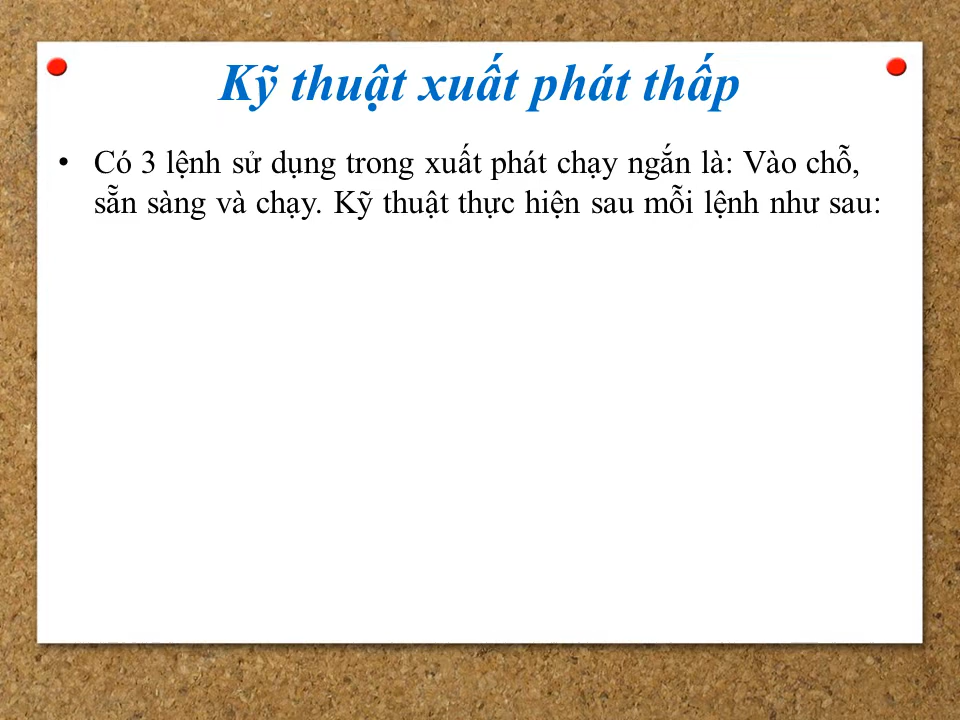 Kỹ thuật xuất phát thấp
• Có 3 lệnh sử dụng trong xuất phát chạy ngắn là: Vào chỗ,
sẵn sàng và chạy. Kỹ thuật thực hiện sau mỗi lệnh như sau: